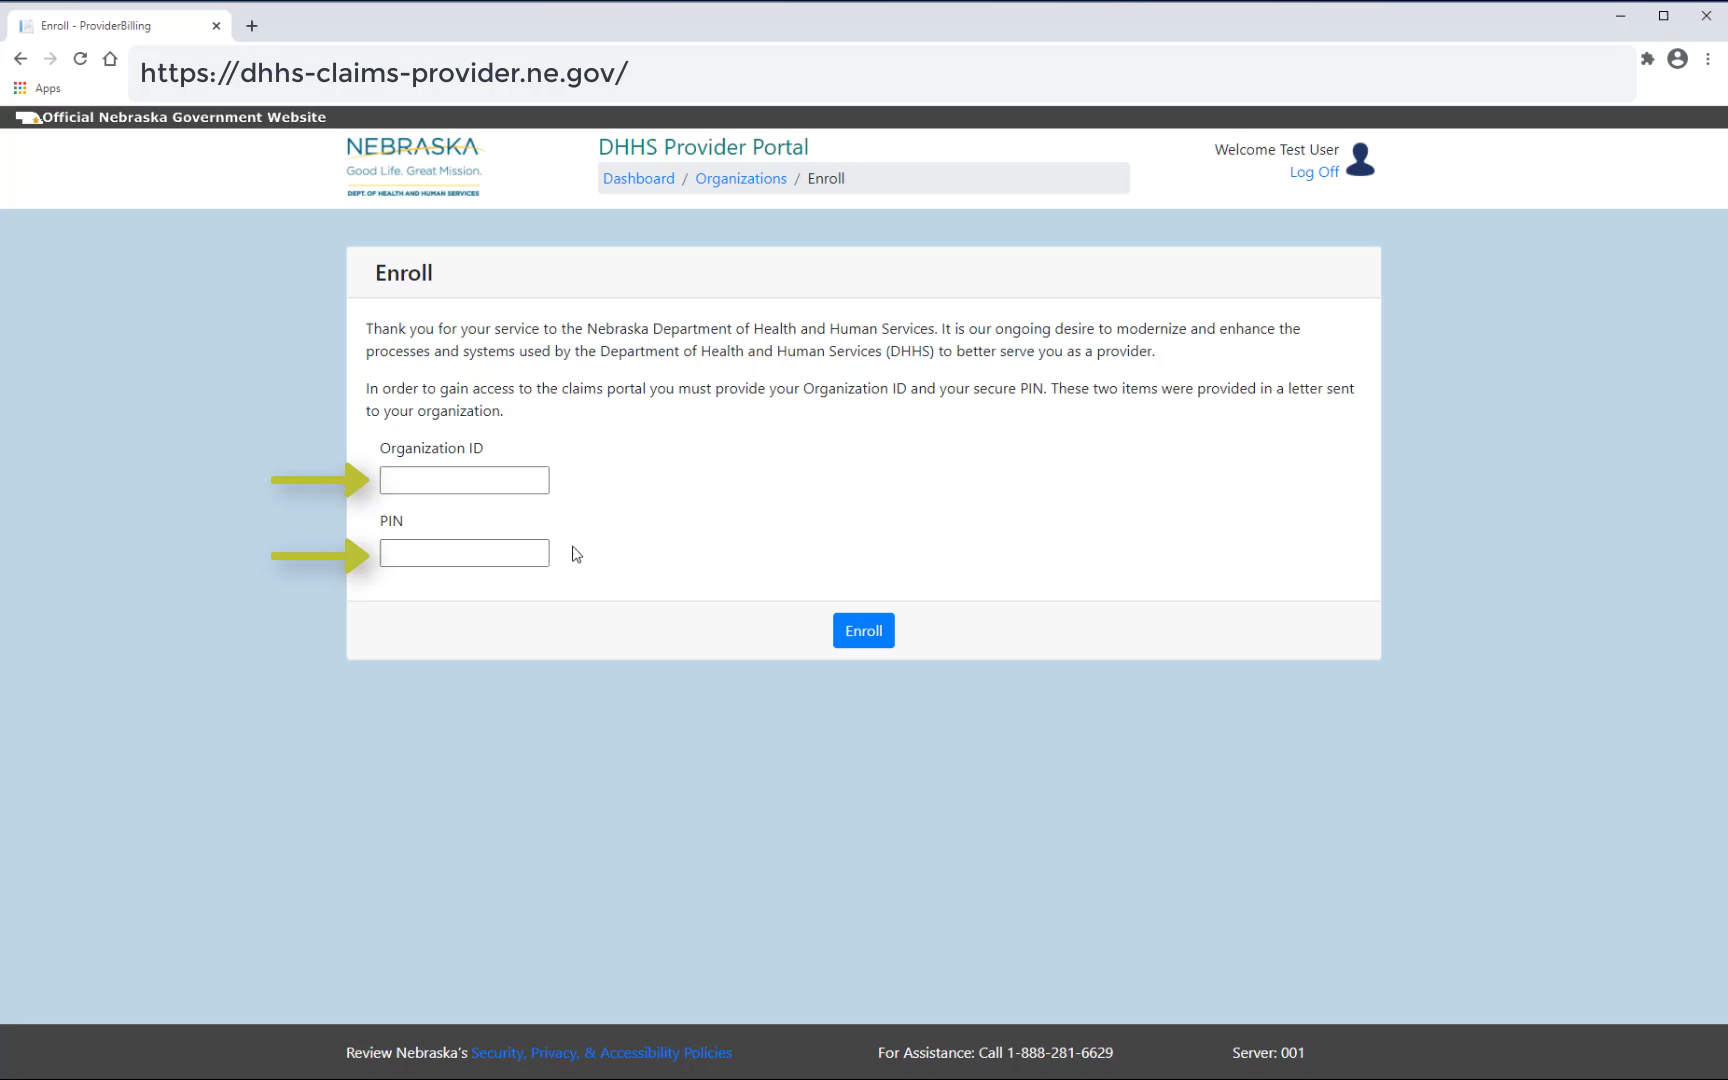 Enroll - ProviderBilling
https://dhhs-claims-provider.ne.gov/
Apps
Official Nebraska Government Website
NEBRASKA
Good Life. Great Mission.
DEPT. OF HEALTH AND HUMAN SERVICES
DHHS Provider Portal
Dashboard / Organizations / Enroll
Welcome Test User
Log Off
Enroll
Thank you for your service to the Nebraska Department of Health and Human Services. It is our ongoing desire to modernize and enhance the
processes and systems used by the Department of Health and Human Services (DHHS) to better serve you as a provider.
In order to gain access to the claims portal you must provide your Organization ID and your secure PIN. These two items were provided in a letter sent
to your organization.
Organization ID
PIN
Enroll
Review Nebraska's Security, Privacy, & Accessibility Policies
For Assistance: Call 1-888-281-6629
Server: 001